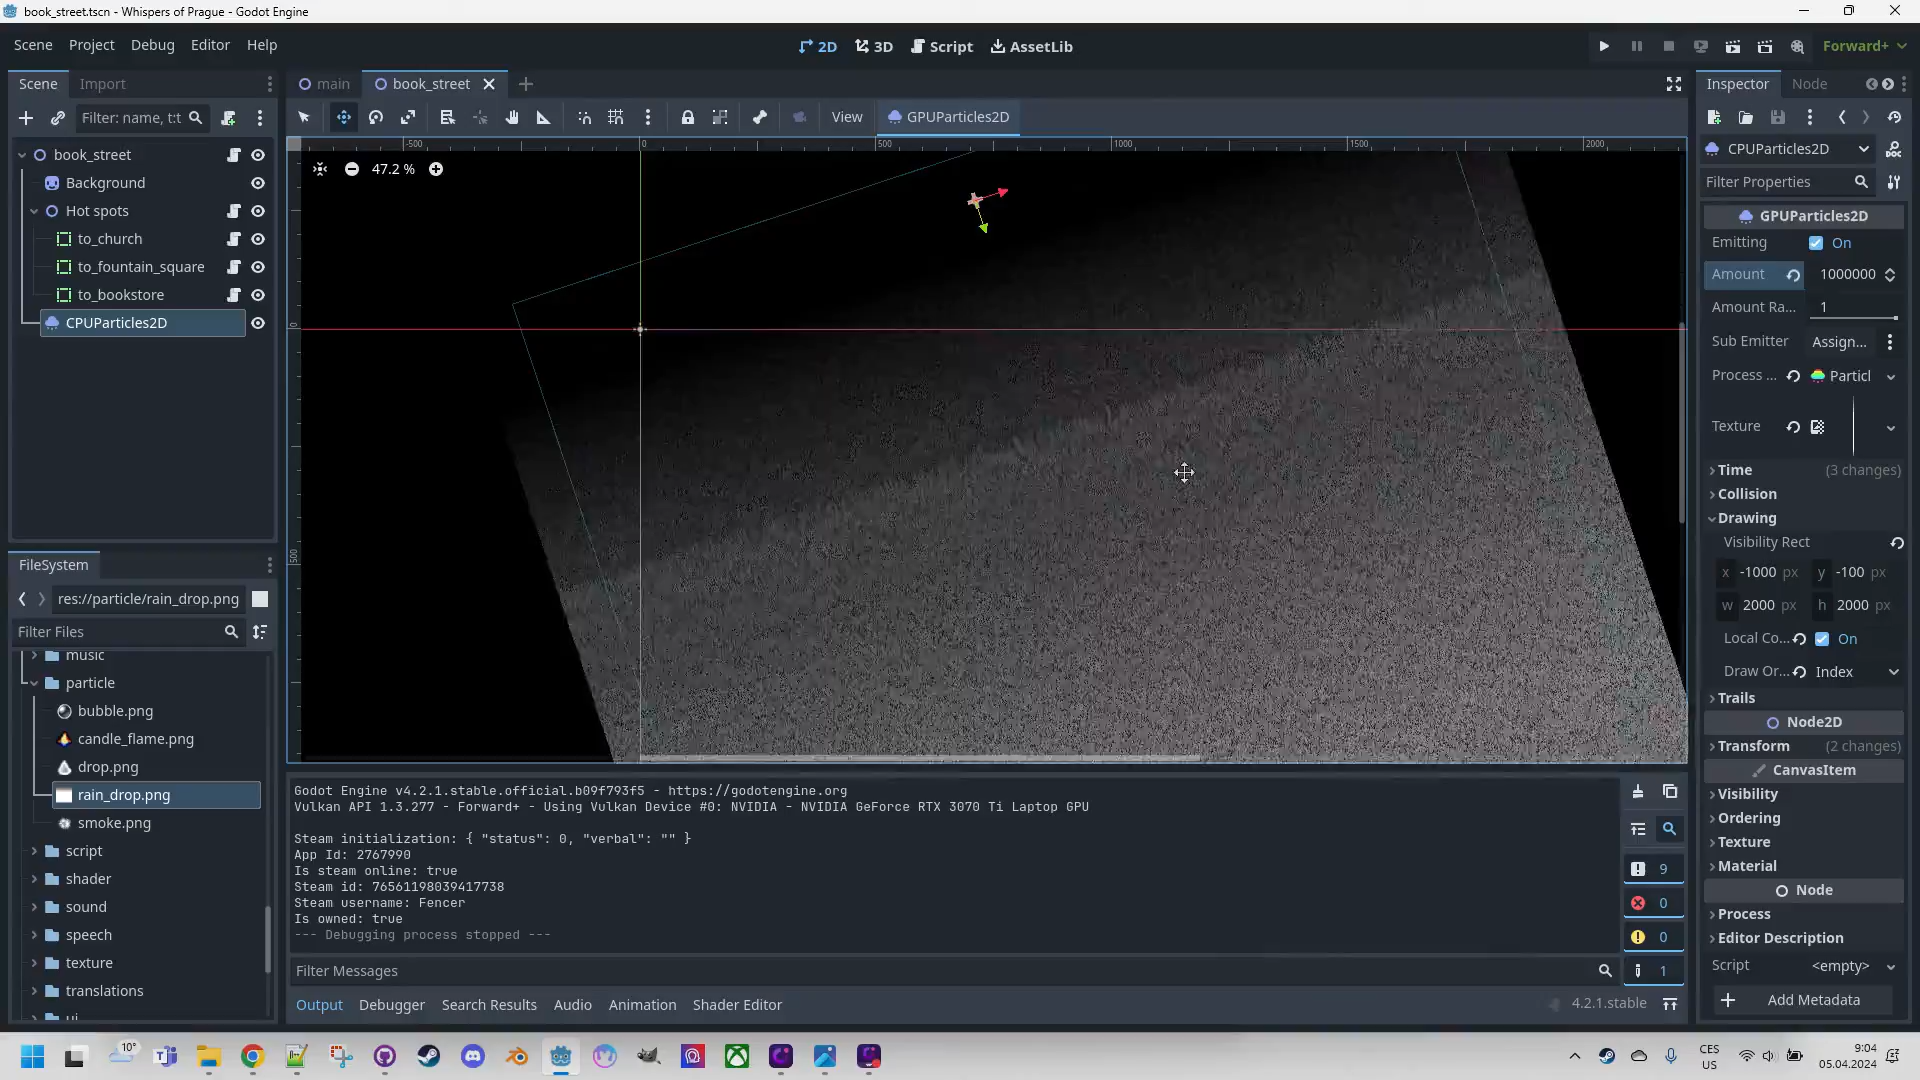 book_street.tscn - Whispers of Prague - Godot Engine
Scene Project Debug Editor Help
2D 3D Script AssetLib
Forward+
Scene Import
main book_street
Inspector Node
Filter: name, t:t
View GPUParticles2D
-500 0 500 1000 1500 2000
47.2 %
0
500
book_street
Background
Hot spots
to_church
to_fountain_square
to_bookstore
CPUParticles2D
FileSystem
res://particle/rain_drop.png
Filter Files
music
particle
bubble.png
candle_flame.png
drop.png
rain_drop.png
smoke.png
script
shader
sound
speech
texture
translations
ui
Godot Engine v4.2.1.stable.official.b09f793f5 - https://godotengine.org
Vulkan API 1.3.277 - Forward+ - Using Vulkan Device #0: NVIDIA - NVIDIA GeForce RTX 3070 Ti Laptop GPU
Steam initialization: { "status": 0, "verbal": "" }
App Id: 2767990
Is steam online: true
Steam id: 76561198039417738
Steam username: Fencer
Is owned: true
--- Debugging process stopped ---
9
0
0
1
Filter Messages
Output Debugger Search Results Audio Animation Shader Editor
4.2.1.stable
CPUParticles2D
Filter Properties
GPUParticles2D
Emitting On
Amount 1000000
Amount Ra... 1
Sub Emitter Assign...
Process ... Particl
Texture
Time (3 changes)
Collision
Drawing
Visibility Rect
x -1000 px y -100 px
w 2000 px h 2000 px
Local Co... On
Draw Or... Index
Trails
Node2D
Transform (2 changes)
CanvasItem
Visibility
Ordering
Texture
Material
Node
Process
Editor Description
Script <empty>
Add Metadata
10°
CES
US
9:04
05.04.2024